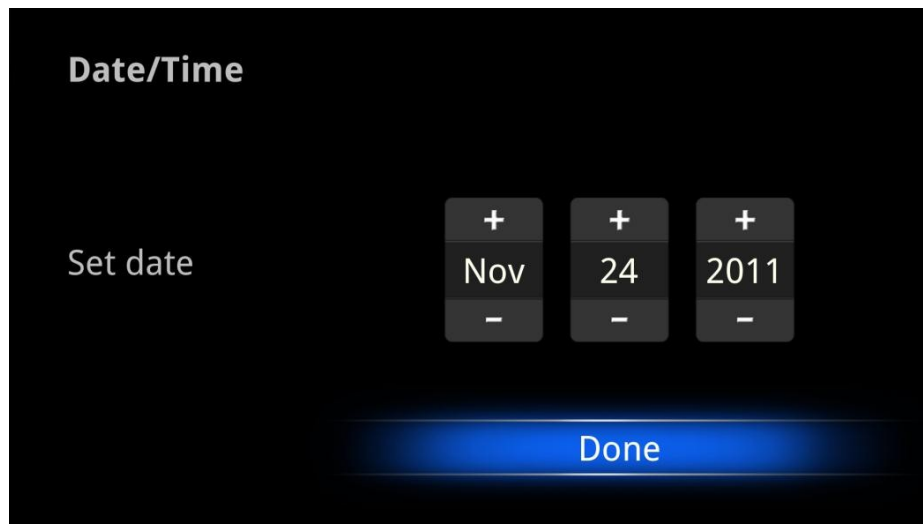 Date/Time
+ + +
Set date Nov 24 2011
- - -
Done